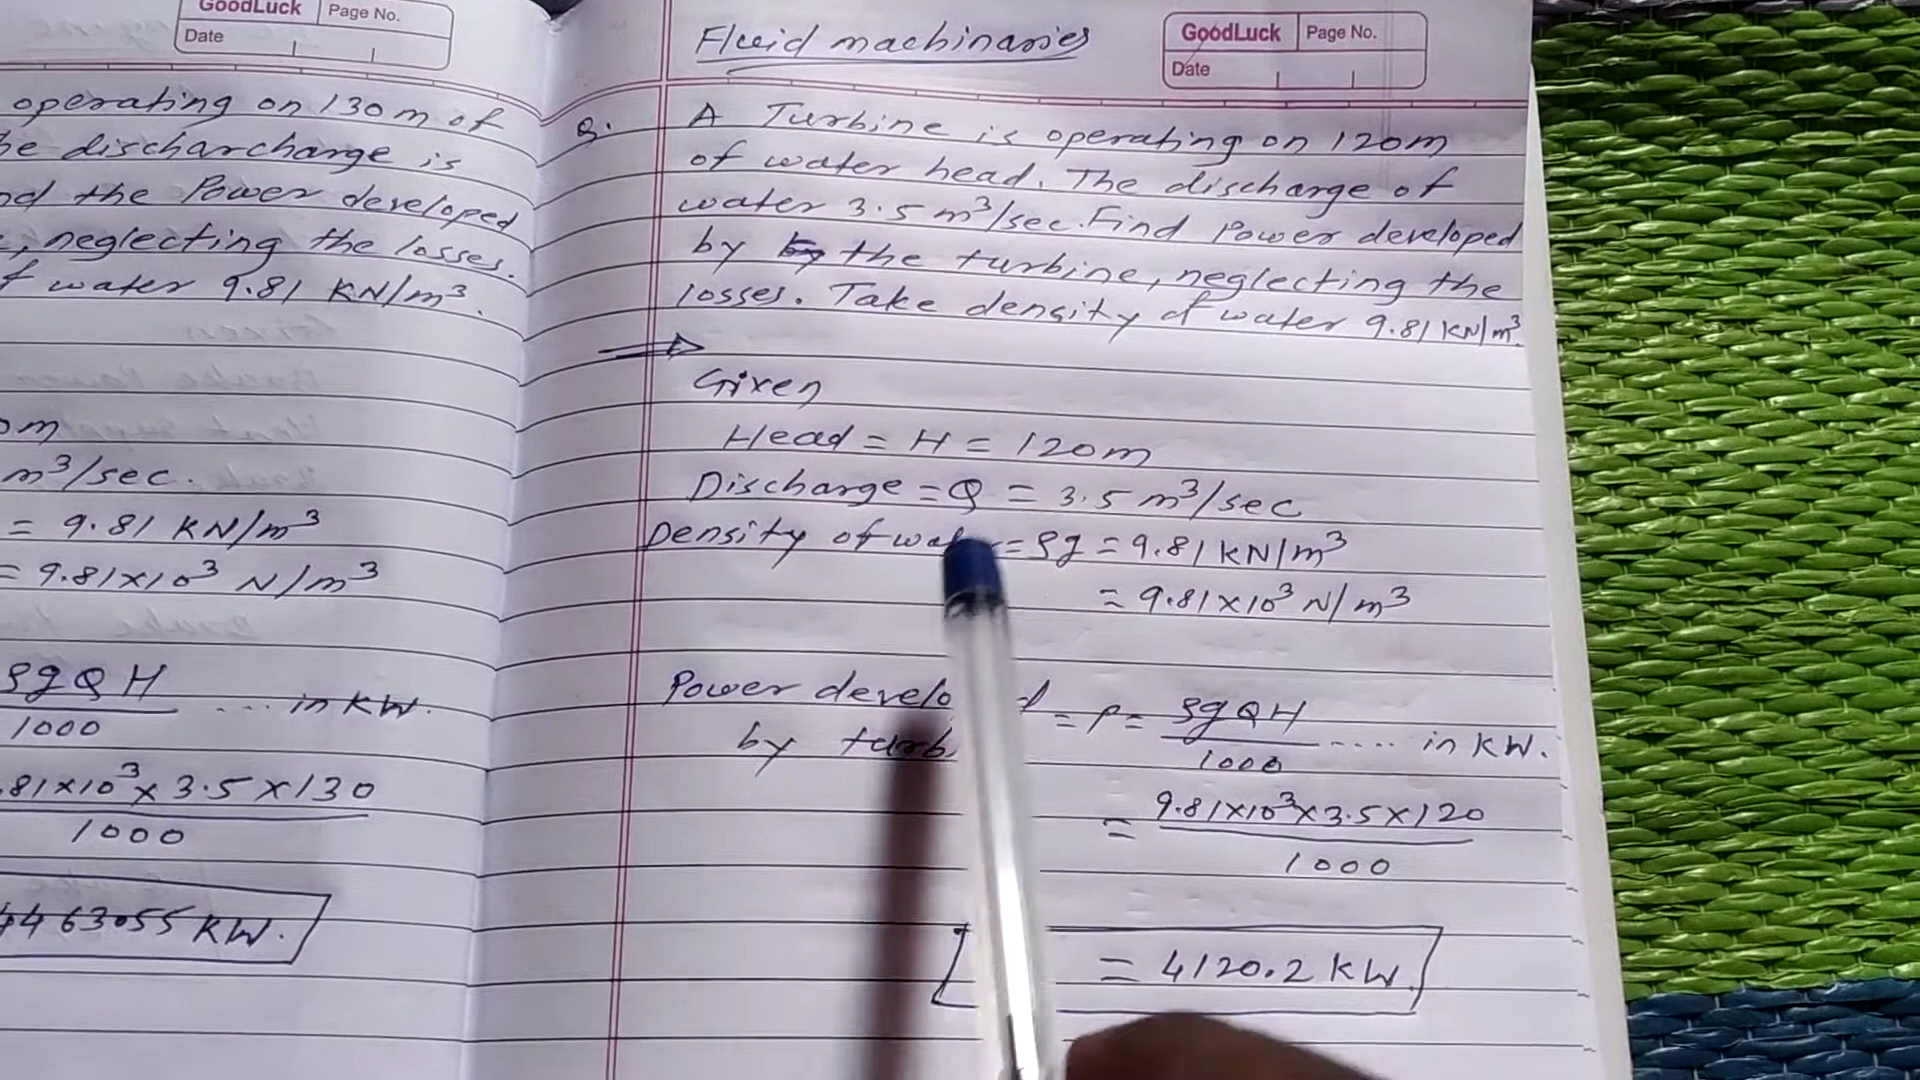 GoodLuck Page No.
Date
operating on 130 m of
he discharcharge is
nd the Power developed
, neglecting the losses.
f water 9.81 KN/m³.
0m
m³/sec.
= 9.81 KN/m³
= 9.81×10³ N/m³
ρgQH
1000
.... in KW.
.81×10³×3.5×130
1000
4463055 KW.
Fluid machinaries
GoodLuck Page No.
Date
Q. A Turbine is operating on 120m
of water head. The discharge of
water 3.5 m³/sec. Find Power developed
by the turbine, neglecting the
losses. Take density of water 9.81 KN/m³.
Given
Head = H = 120m
Discharge = Q = 3.5 m³/sec
Density of wat = ρg = 9.81 KN/m³
= 9.81×10³ N/m³
Power develo d = P = ρgQH
by turb
1000
.... in KW.
= 9.81×10³×3.5×120
1000
= 4120.2 KW.